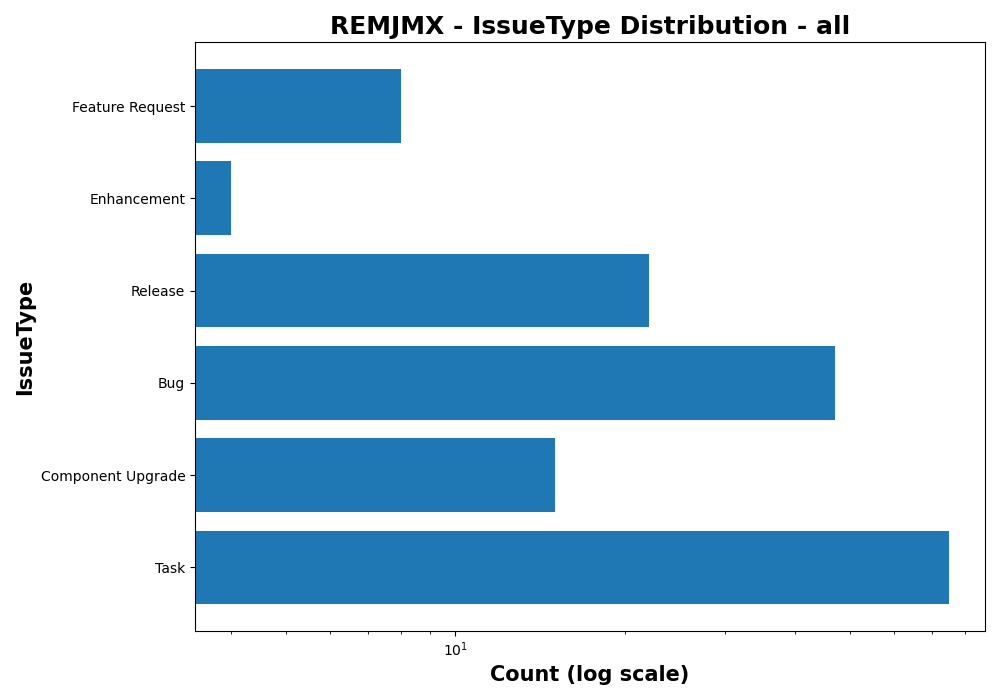 REMJMX - IssueType Distribution - all
Feature Request
Enhancement
Release
Bug
Component Upgrade
Task
IssueType
10¹
Count (log scale)